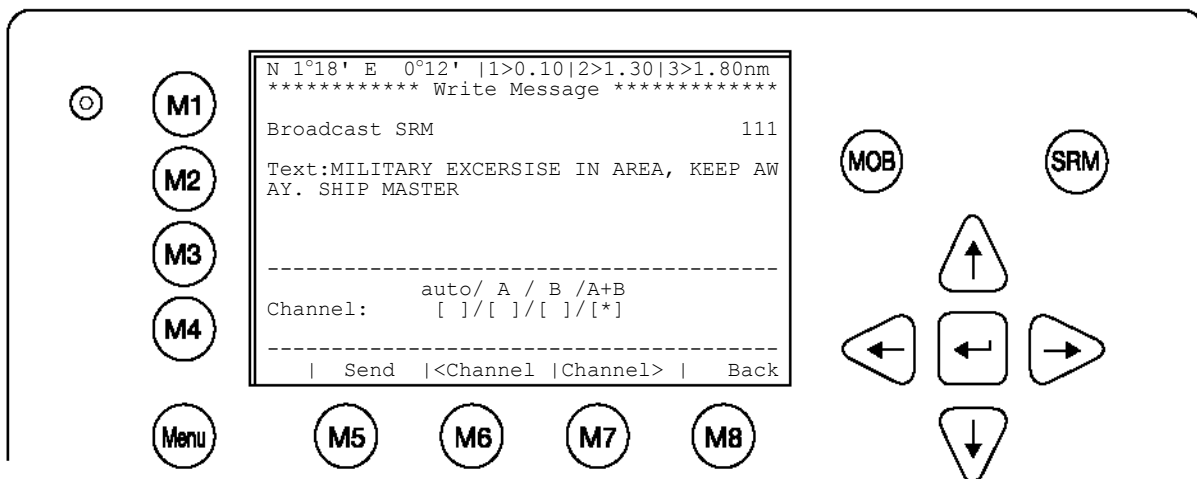 N 1°18' E 0°12' |1>0.10|2>1.30|3>1.80nm
************ Write Message *************
Broadcast SRM 111
Text:MILITARY EXCERSISE IN AREA, KEEP AW
AY. SHIP MASTER
----------------------------------------
auto/ A / B /A+B
Channel: [ ]/[ ]/[ ]/[*]
----------------------------------------
| Send |<Channel |Channel> | Back
M1
M2
M3
M4
Menu
M5
M6
M7
M8
MOB
SRM